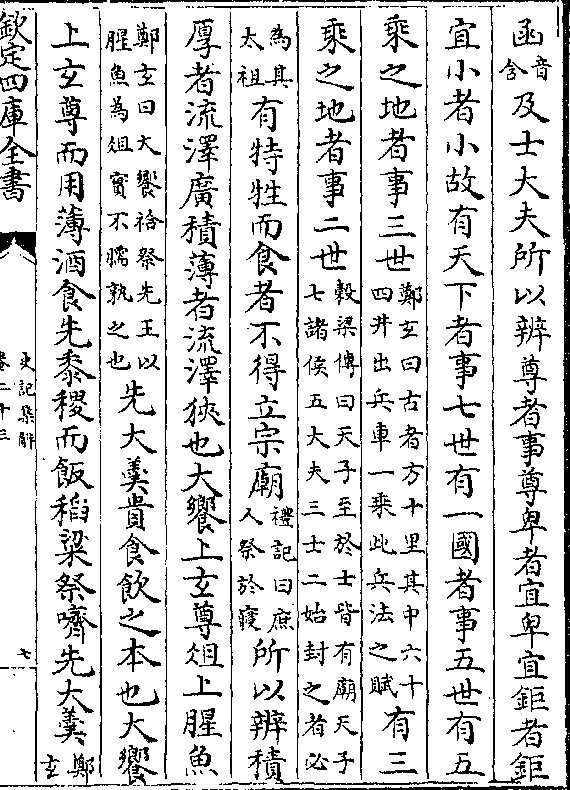 函音含及士大夫所以辨尊者事尊卑者宜卑宜鉅者鉅
宜小者小故有天下者事七世有一國者事五世有五
乘之地者事三世鄭玄曰古者方十里其中六十四井出兵車一乘此兵法之賦有三
乘之地者事二世穀梁傳曰天子至於士皆有廟天子七諸侯五大夫三士二始封之者必
為其太祖有特牲而食者不得立宗廟禮記曰庶人祭於寢所以辨積
厚者流澤廣積薄者流澤狹也大饗上玄尊俎上腥魚
鄭玄曰大饗祫祭先王以腥魚為俎實不臑孰之也先大羹貴食飲之本也大饗
上玄尊而用薄酒食先黍稷而飯稻粱祭嚌先大羹鄭玄
欽定四庫全書
史記集解
卷二十三
七